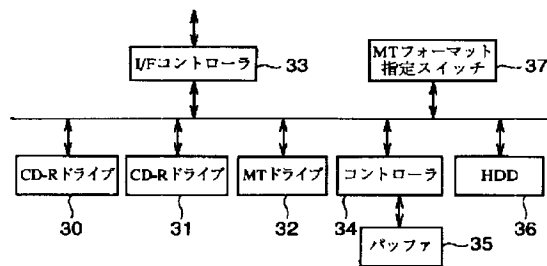 I/Fコントローラ
33
MTフォーマット
指定スイッチ
37
CD-Rドライブ
CD-Rドライブ
MTドライブ
コントローラ
HDD
30
31
32
34
36
バッファ
35